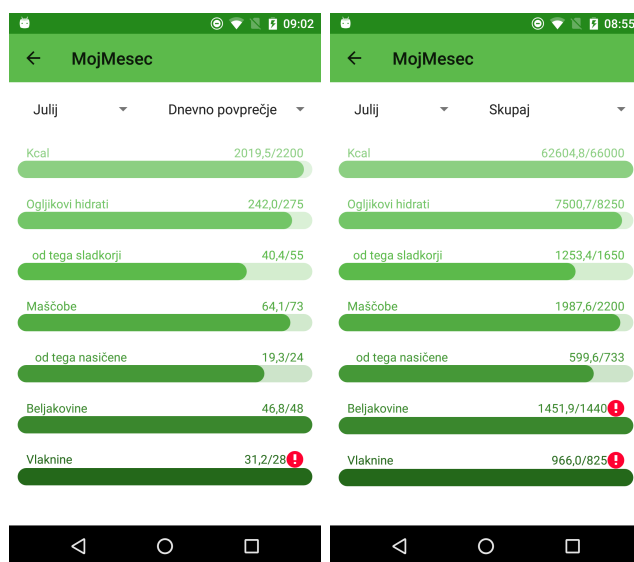 09:02
MojMesec
Julij Dnevno povprečje
Kcal 2019,5/2200
Ogljikovi hidrati 242,0/275
od tega sladkorji 40,4/55
Maščobe 64,1/73
od tega nasičene 19,3/24
Beljakovine 46,8/48
Vlaknine 31,2/28
08:55
MojMesec
Julij Skupaj
Kcal 62604,8/66000
Ogljikovi hidrati 7500,7/8250
od tega sladkorji 1253,4/1650
Maščobe 1987,6/2200
od tega nasičene 599,6/733
Beljakovine 1451,9/1440
Vlaknine 966,0/825